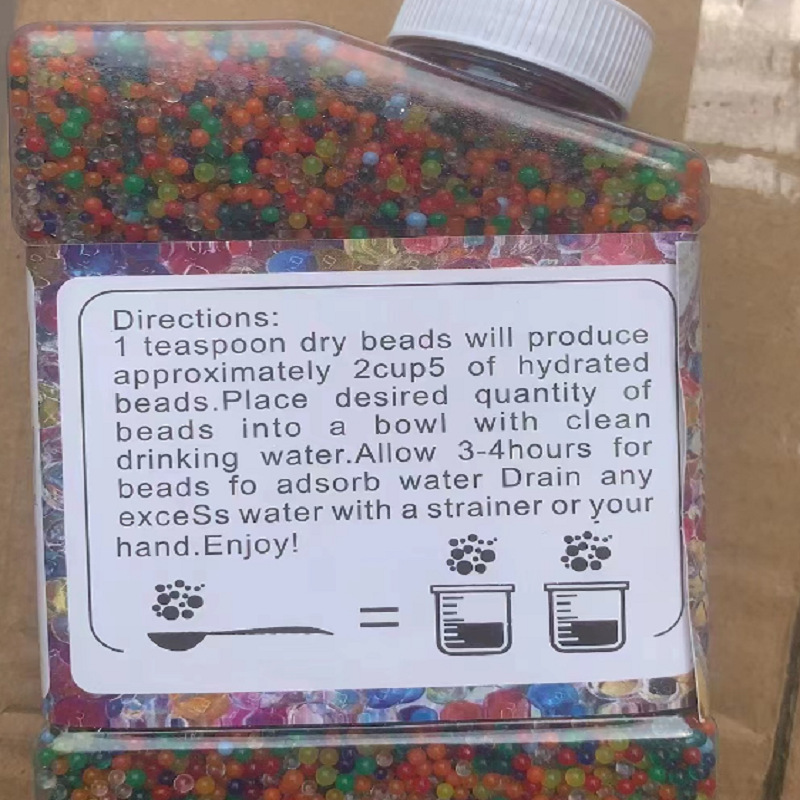 Directions:
1 teaspoon dry beads will produce
approximately 2cup5 of hydrated
beads.Place desired quantity of
beads into a bowl with clean
drinking water.Allow 3-4hours for
beads fo adsorb water Drain any
exceSs water with a strainer or your
hand.Enjoy!